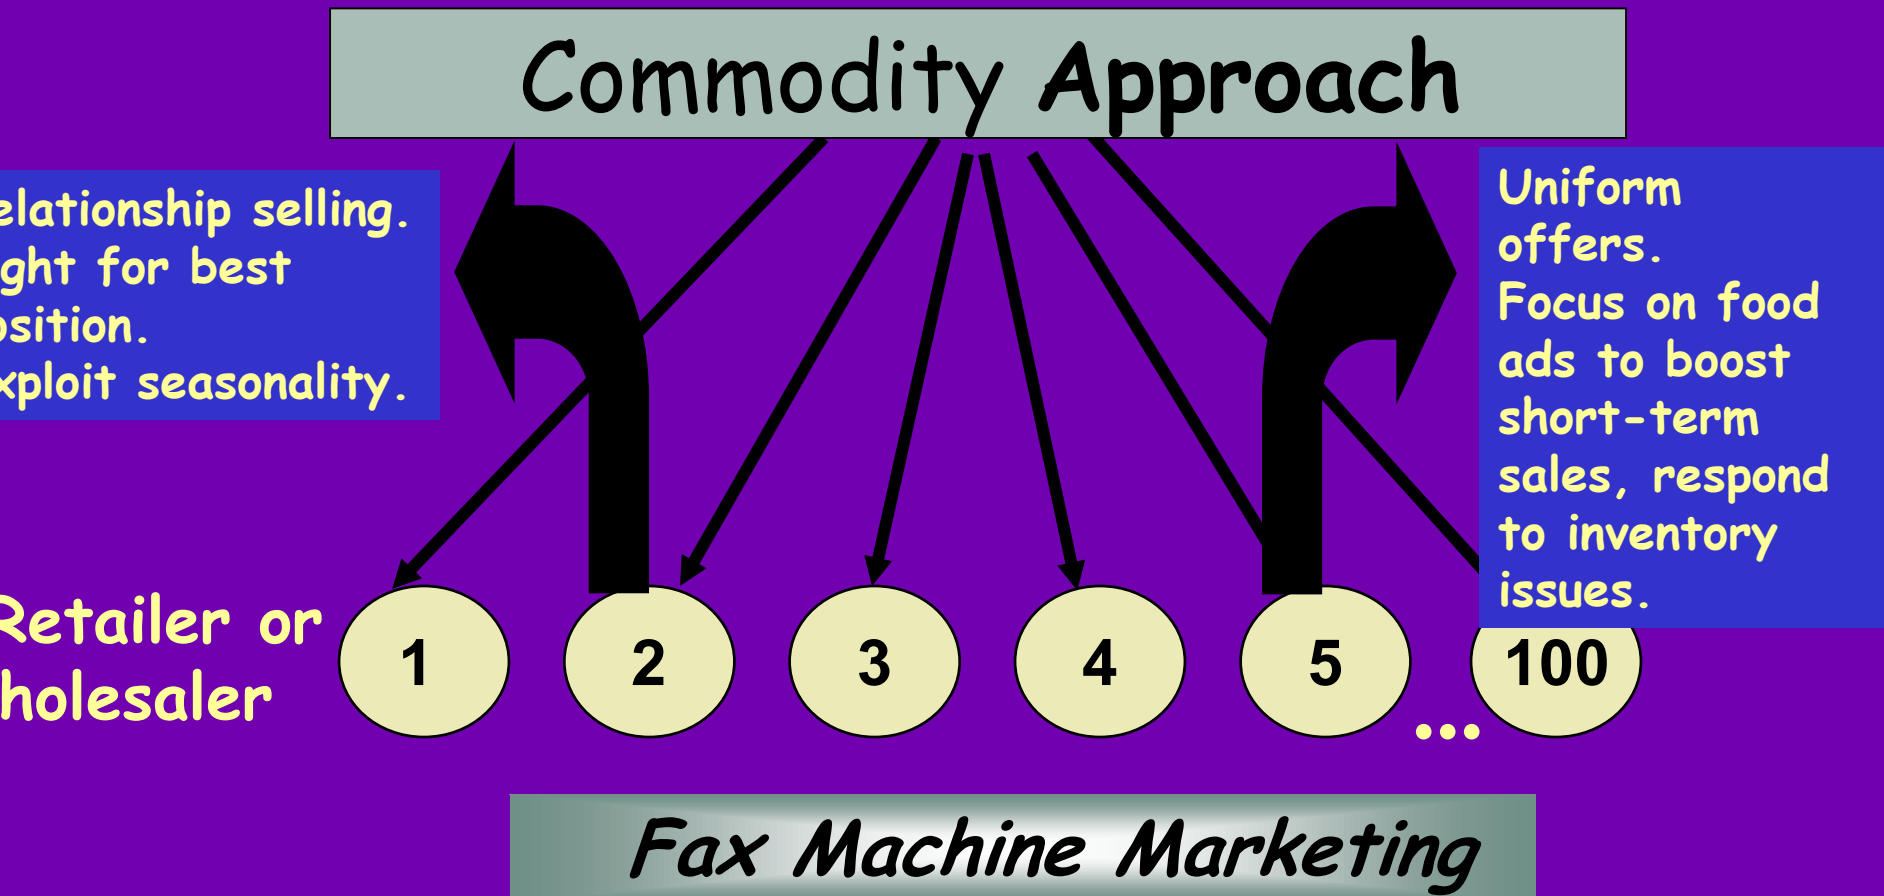 Commodity Approach
elationship selling.
ght for best
osition.
xploit seasonality.
Uniform
offers.
Focus on food
ads to boost
short-term
sales, respond
to inventory
issues.
Retailer or
holesaler
1 2 3 4 5 ... 100
Fax Machine Marketing